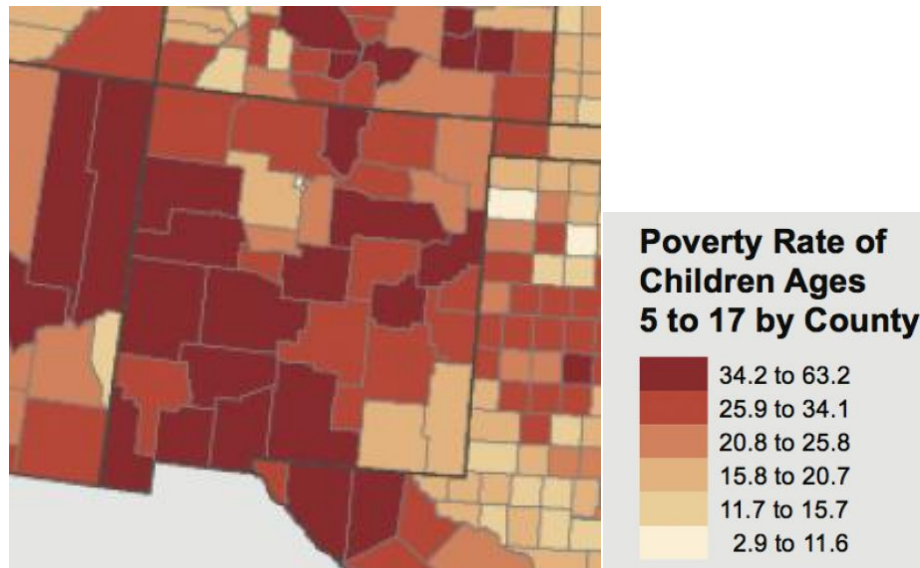 Poverty Rate of
Children Ages
5 to 17 by County
34.2 to 63.2
25.9 to 34.1
20.8 to 25.8
15.8 to 20.7
11.7 to 15.7
2.9 to 11.6